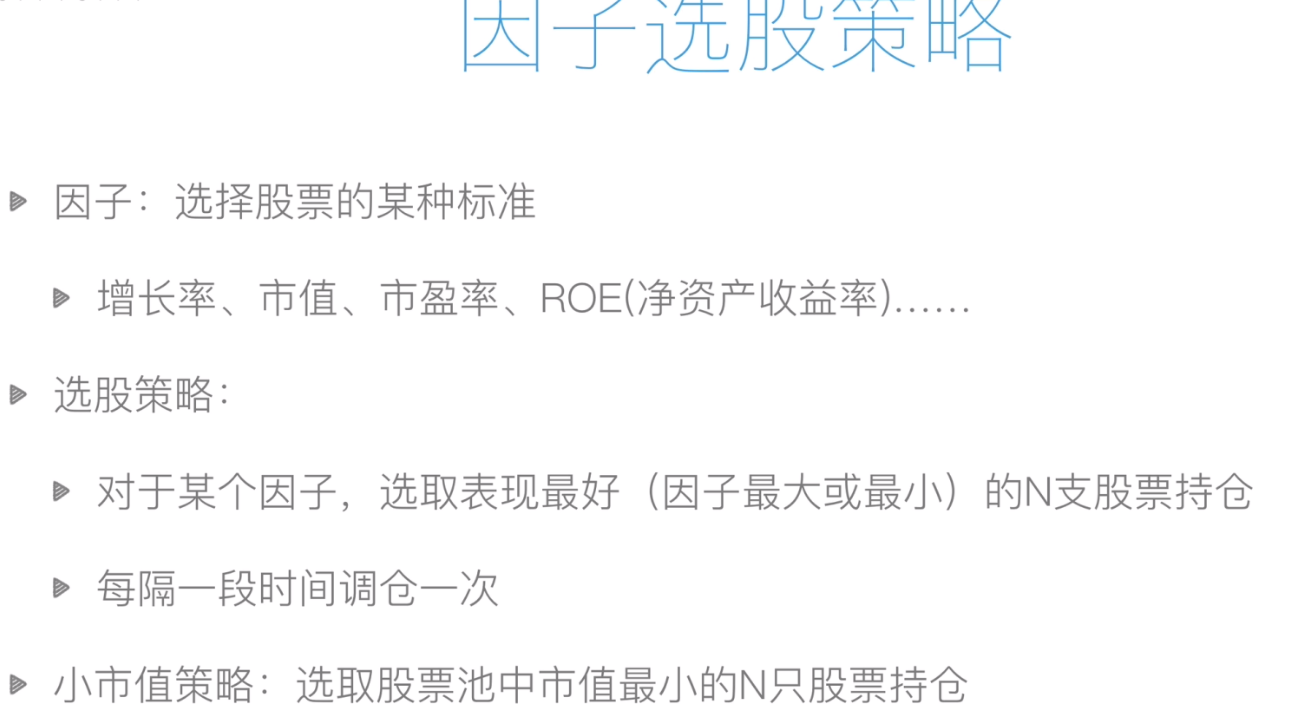 因子选股策略
因子：选择股票的某种标准
增长率、市值、市盈率、ROE(净资产收益率)……
选股策略：
对于某个因子，选取表现最好（因子最大或最小）的N支股票持仓
每隔一段时间调仓一次
小市值策略：选取股票池中市值最小的N只股票持仓